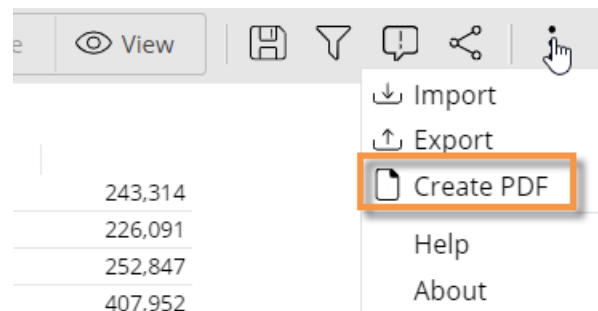 e View
Import
Export
Create PDF
243,314
226,091
Help
252,847
About
407,952